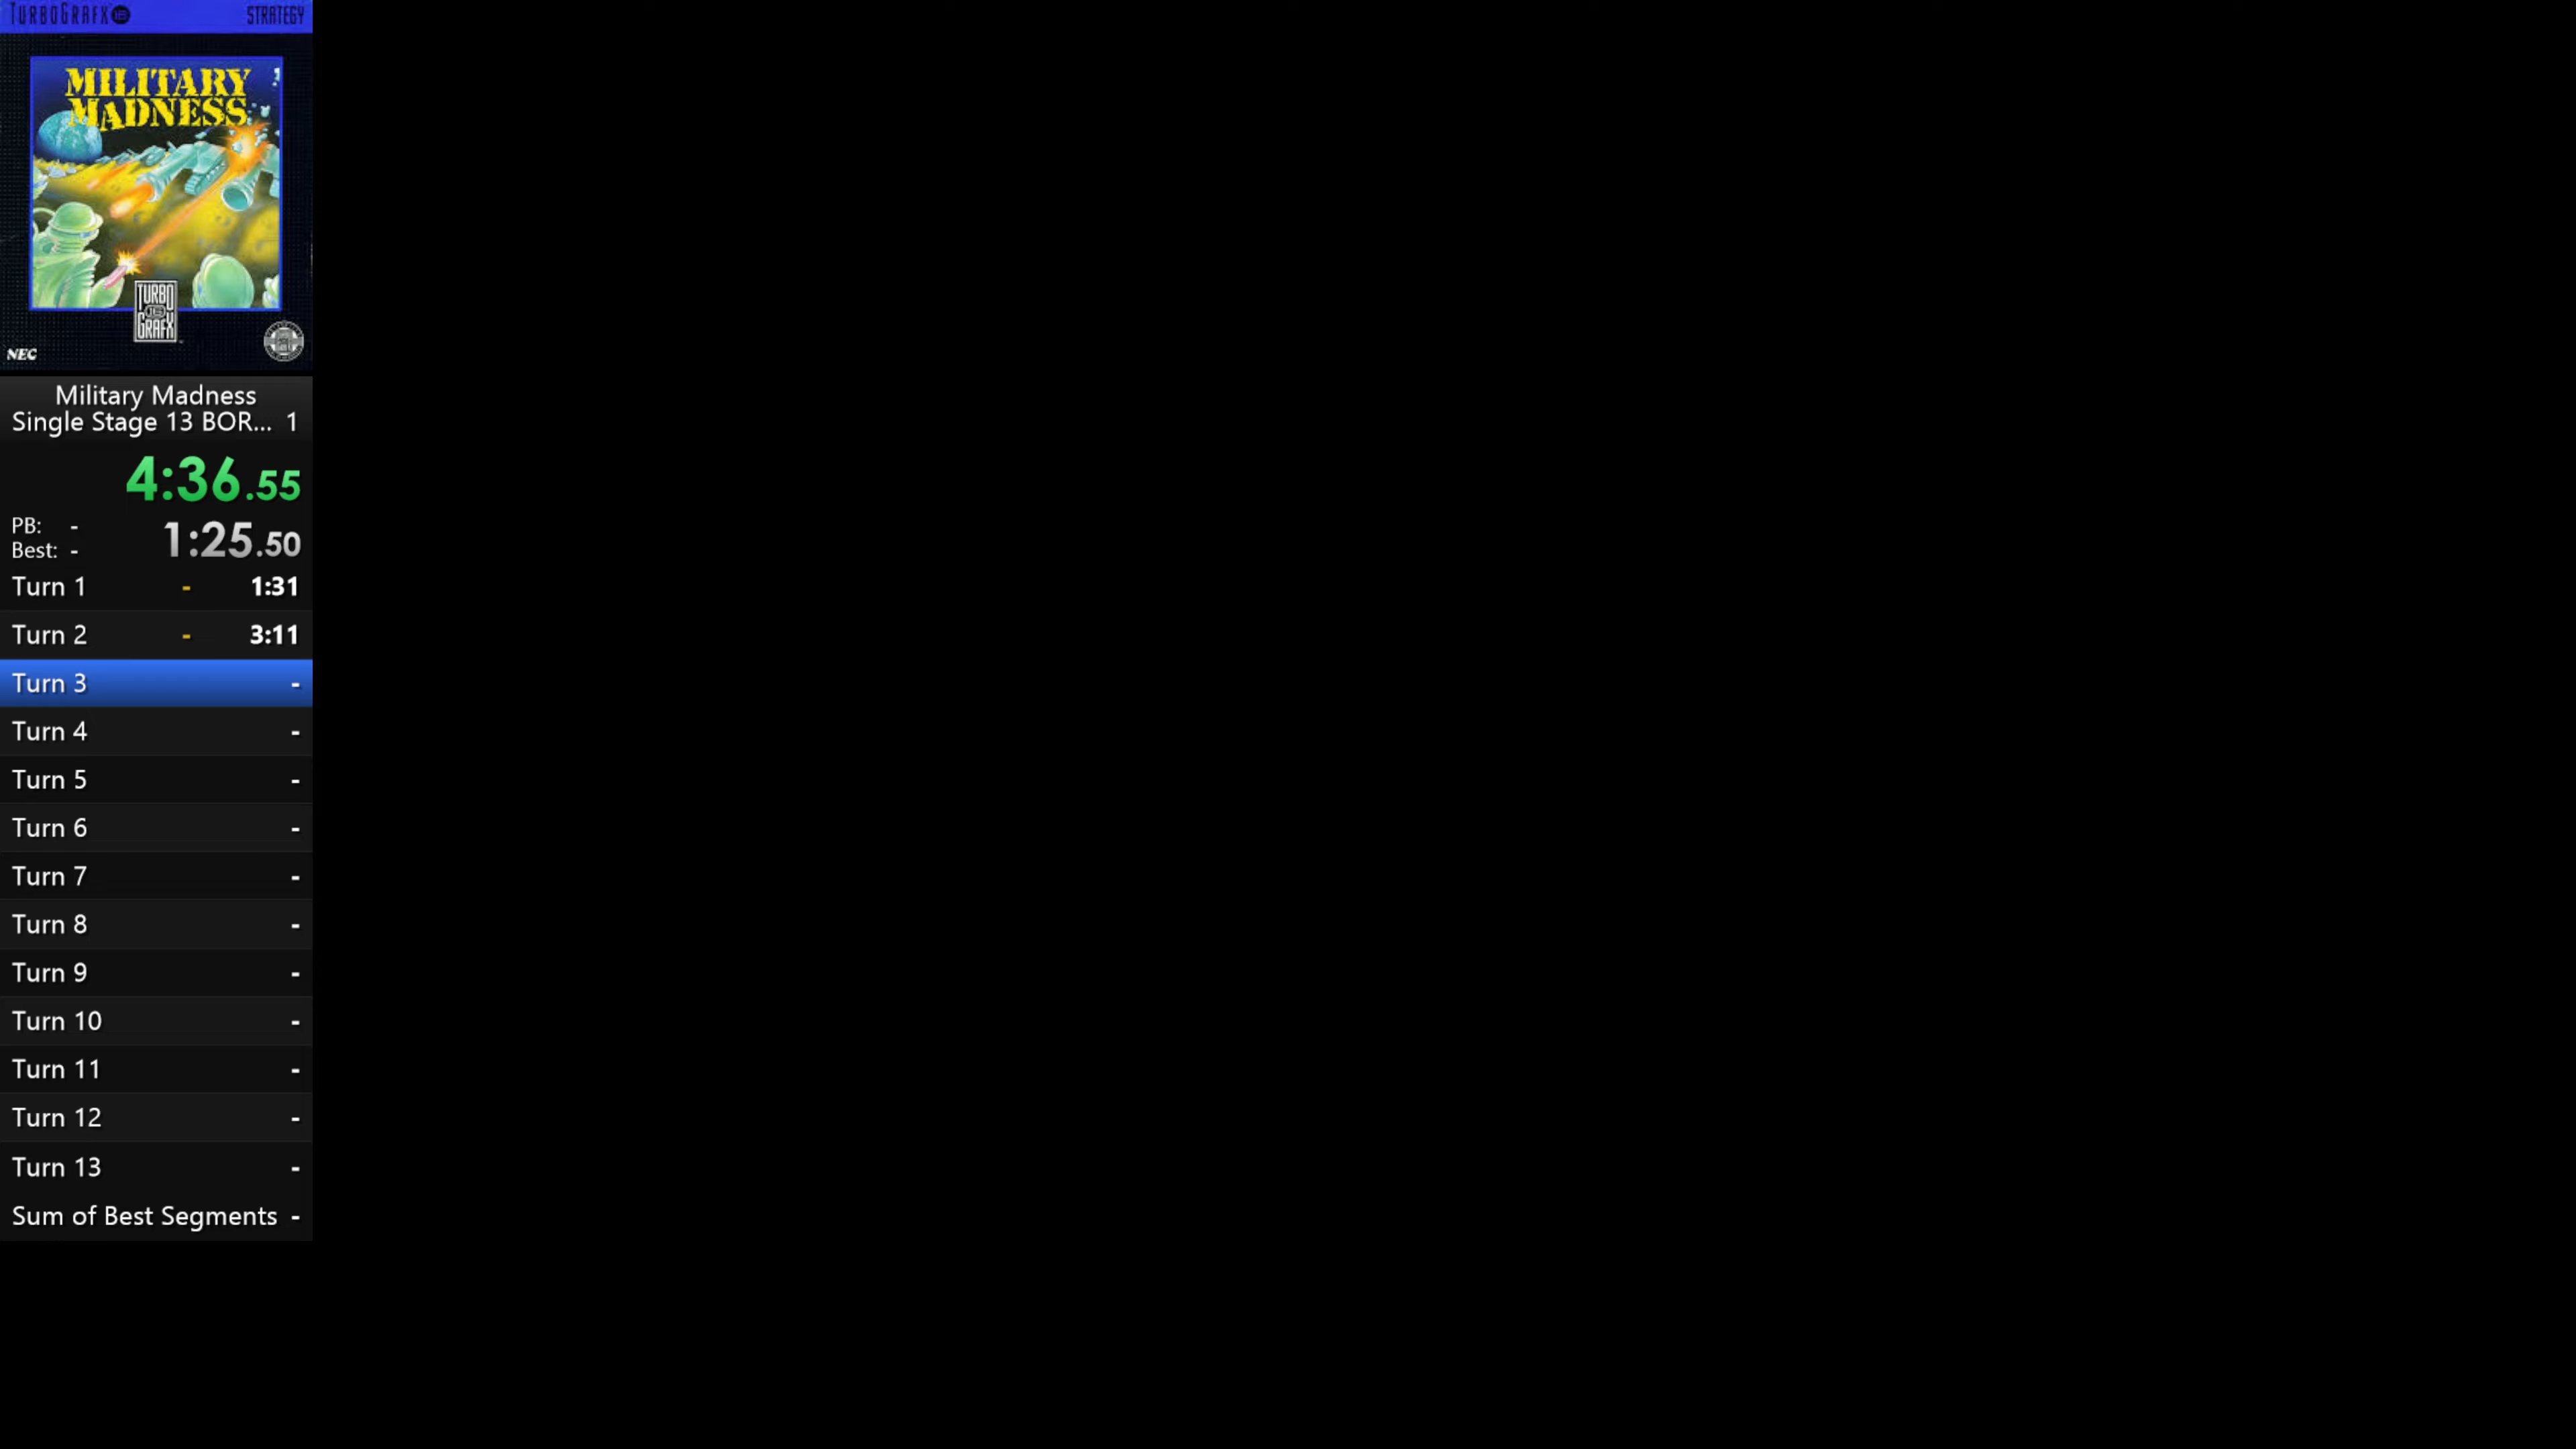 TURBOGRAFX 16 STRATEGY
MILITARY
MADNESS
TURBO
16
GRAFX
NEC
Military Madness
Single Stage 13 BOR... 1
4:36.55
PB: -
Best: - 1:25.50
Turn 1 - 1:31
Turn 2 - 3:11
Turn 3 -
Turn 4 -
Turn 5 -
Turn 6 -
Turn 7 -
Turn 8 -
Turn 9 -
Turn 10 -
Turn 11 -
Turn 12 -
Turn 13 -
Sum of Best Segments -